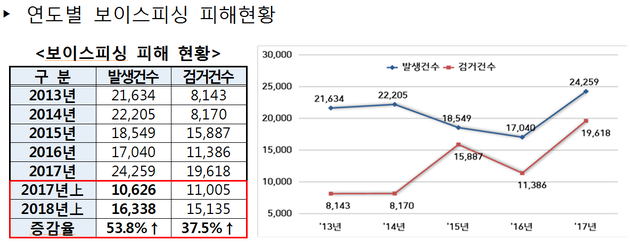 ▶ 연도별 보이스피싱 피해현황
<보이스피싱 피해 현황>
구 분 발생건수 검거건수
2013년 21,634 8,143
2014년 22,205 8,170
2015년 18,549 15,887
2016년 17,040 11,386
2017년 24,259 19,618
2017년上 10,626 11,005
2018년上 16,338 15,135
증감율 53.8%↑ 37.5%↑
30,000
25,000
20,000
15,000
10,000
5,000
발생건수 검거건수
21,634 22,205 18,549 17,040 24,259
8,143 8,170 15,887 11,386 19,618
'13년 '14년 '15년 '16년 '17년